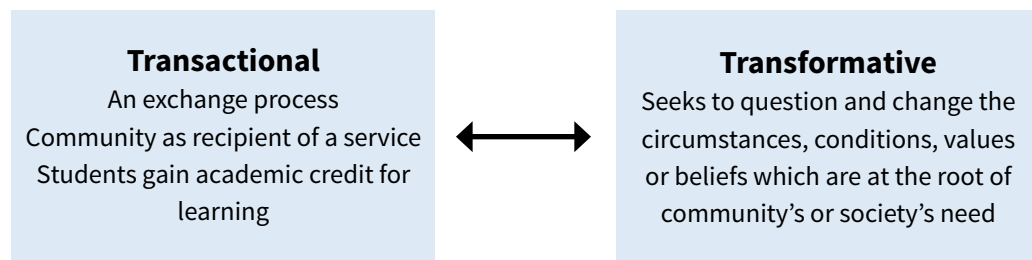 Transactional
An exchange process
Community as recipient of a service
Students gain academic credit for
learning
Transformative
Seeks to question and change the
circumstances, conditions, values
or beliefs which are at the root of
community’s or society’s need